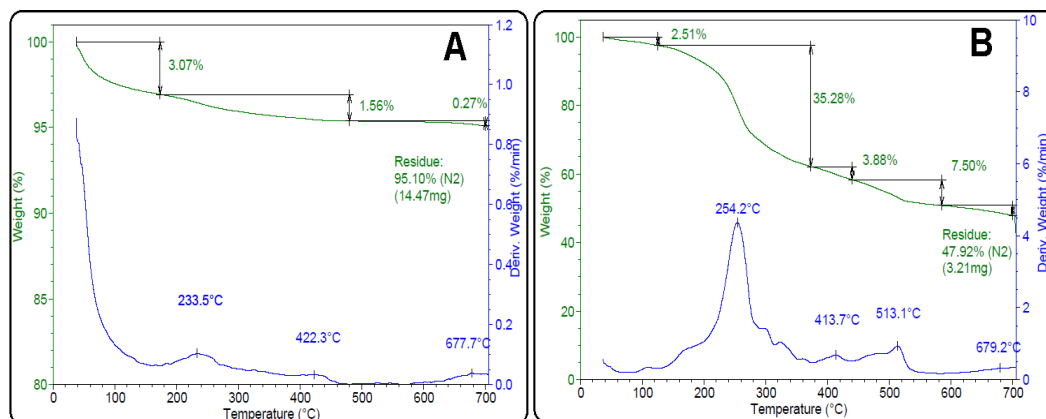 A
100
95
90
85
80
Weight (%)
3.07%
1.56%
0.27%
Residue:
95.10% (N2)
(14.47mg)
233.5°C
422.3°C
677.7°C
1.2
1.0
0.8
0.6
0.4
0.2
0.0
Deriv. Weight (%/min)
0
100
200
300
400
500
600
700
Temperature (°C)
B
100
80
60
40
20
0
Weight (%)
2.51%
35.28%
3.88%
7.50%
254.2°C
413.7°C
513.1°C
679.2°C
Residue:
47.92% (N2)
(3.21mg)
10
8
6
4
2
0
Deriv. Weight (%/min)
0
100
200
300
400
500
600
700
Temperature (°C)